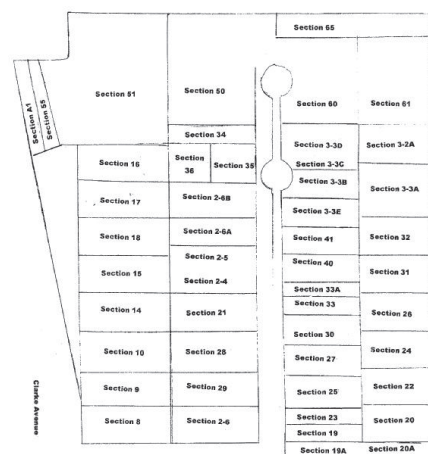 Section 65
Section 51
Section 50
Section A1
Section 55
Section 60
Section 61
Section 34
Section 3-3D
Section 3-2A
Section 16
Section
36
Section 35
Section 3-3C
Section 3-3B
Section 3-3A
Section 17
Section 2-6B
Section 3-3E
Section 18
Section 2-6A
Section 41
Section 32
Section 2-5
Section 40
Section 15
Section 2-4
Section 31
Section 33A
Section 33
Section 14
Section 21
Section 26
Section 30
Section 10
Section 28
Section 27
Section 24
Section 9
Section 29
Section 25
Section 22
Section 8
Section 2-6
Section 23
Section 20
Section 19
Section 19A
Section 20A
Clarke Avenue